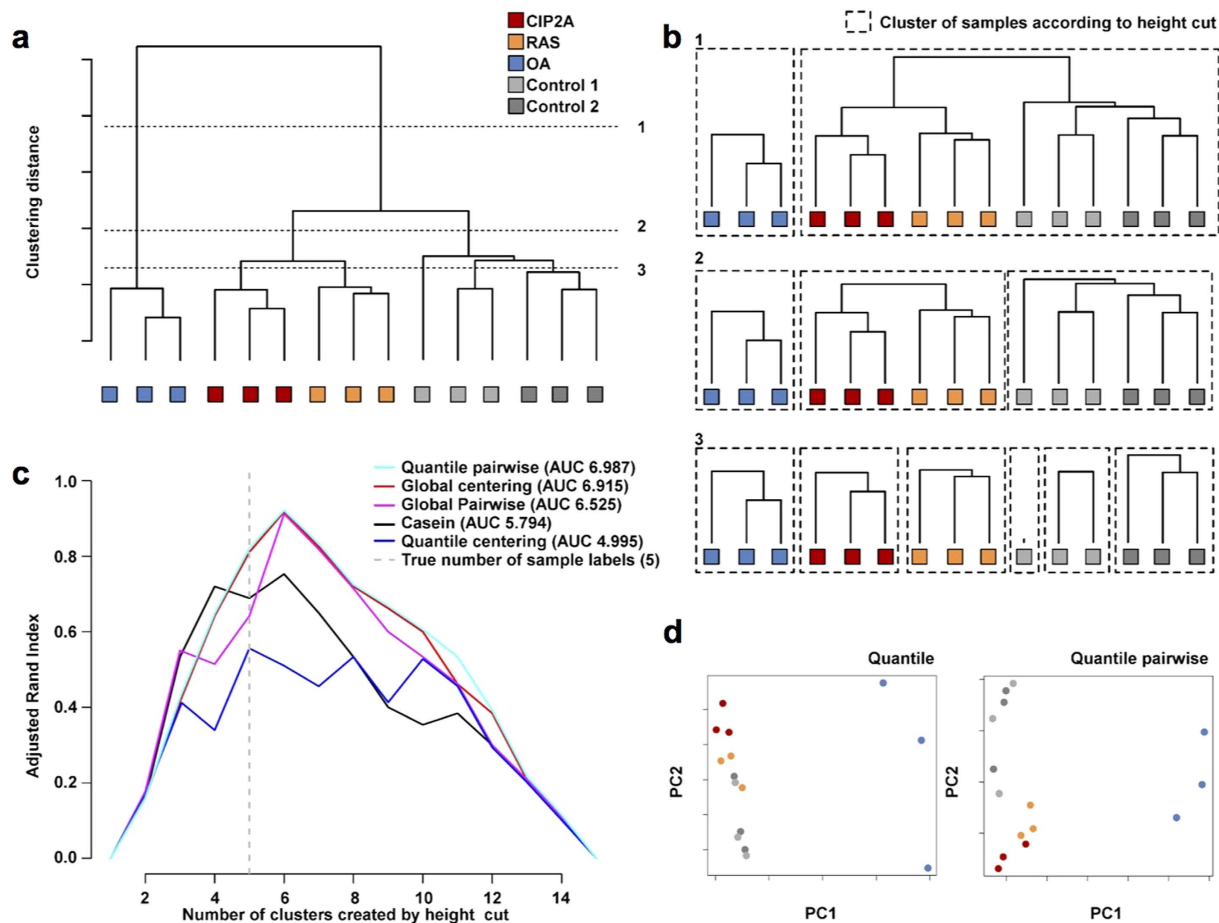 a
CIP2A
RAS
OA
Control 1
Control 2
Clustering distance
1
2
3
b
Cluster of samples according to height cut
1
2
3
c
Quantile pairwise (AUC 6.987)
Global centering (AUC 6.915)
Global Pairwise (AUC 6.525)
Casein (AUC 5.794)
Quantile centering (AUC 4.995)
True number of sample labels (5)
Adjusted Rand Index
1.0
0.8
0.6
0.4
0.2
0.0
2 4 6 8 10 12 14
Number of clusters created by height cut
d
Quantile
Quantile pairwise
PC2
PC2
PC1
PC1